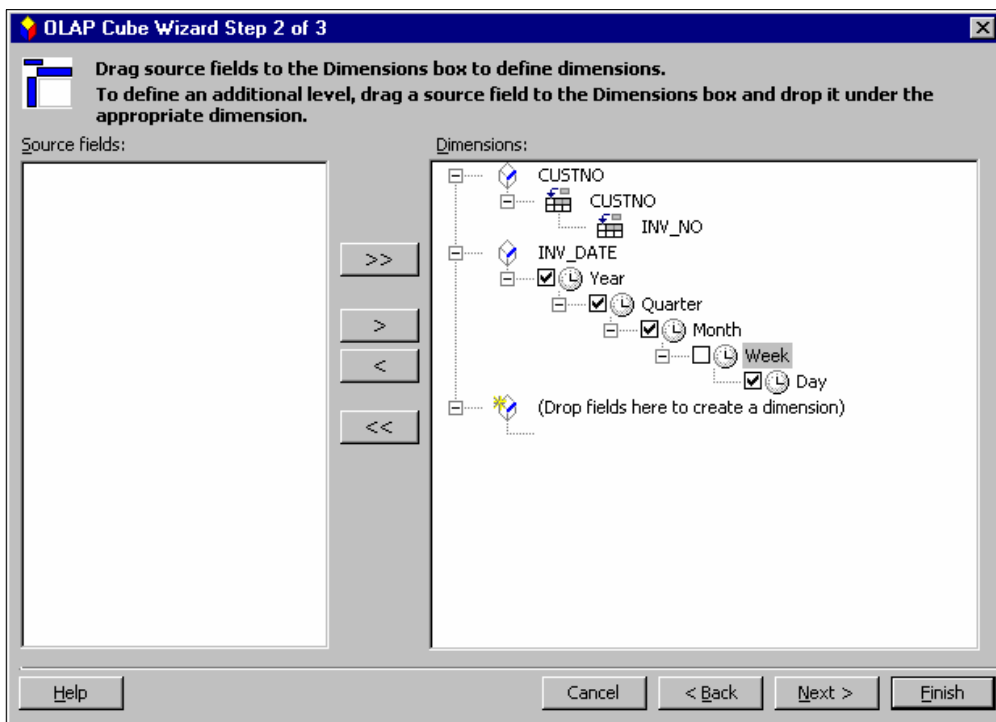 OLAP Cube Wizard Step 2 of 3
Drag source fields to the Dimensions box to define dimensions.
To define an additional level, drag a source field to the Dimensions box and drop it under the
appropriate dimension.
Source fields:
Dimensions:
CUSTNO
CUSTNO
INV_NO
INV_DATE
Year
Quarter
Month
Week
Day
(Drop fields here to create a dimension)
>>
>
<
<<
Help
Cancel
< Back
Next >
Finish